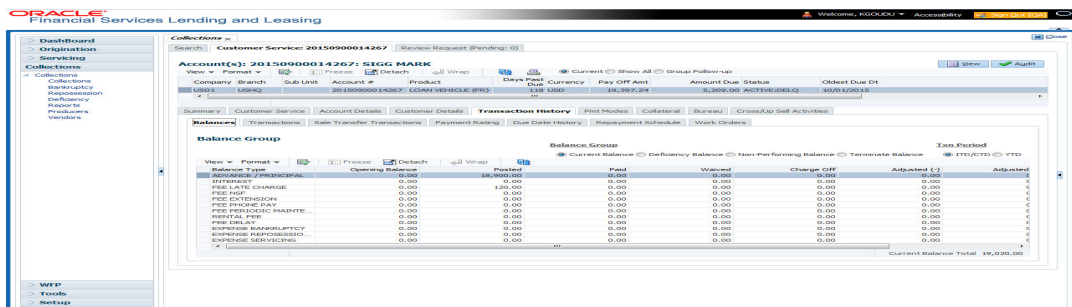 ORACLE
Financial Services Lending and Leasing
Welcome, KGOUDU Accessibility Sign Out [QA]
DashBoard
Origination
Servicing
Collections
Collections
Collections
Bankruptcy
Repossession
Deficiency
Reports
Producers
Vendors
WFP
Tools
Setup
Collections x Close
Search Customer Service: 20150900014267 Review Request (Pending: 0)
Account(s): 20150900014267: SIGG MARK View Audit
View Format Freeze Detach Wrap Current Show All Group Follow-up
Company Branch Sub Unit Account # Product Days Past Due Currency Pay Off Amt Amount Due Status Oldest Due Dt
US01 USHQ 20150900014267 LOAN VEHICLE (FR) 118 USD 19,397.24 5,209.00 ACTIVE:DELQ 10/01/2015
Summary Customer Service Account Details Customer Details Transaction History Pmt Modes Collateral Bureau Cross/Up Sell Activities
Balances Transactions Sale Transfer Transactions Payment Rating Due Date History Repayment Schedule Work Orders
Balance Group
Balance Group Txn Period
Current Balance Deficiency Balance Non-Performing Balance Terminate Balance ITD/CTD YTD
View Format Freeze Detach Wrap
Balance Type Opening Balance Posted Paid Waived Charge Off Adjusted (-) Adjusted
ADVANCE / PRINCIPAL 0.00 18,900.00 0.00 0.00 0.00 0.00
INTEREST 0.00 0.00 0.00 0.00 0.00 0.00
FEE LATE CHARGE 0.00 120.00 0.00 0.00 0.00 0.00
FEE NSF 0.00 0.00 0.00 0.00 0.00 0.00
FEE EXTENSION 0.00 0.00 0.00 0.00 0.00 0.00
FEE PHONE PAY 0.00 0.00 0.00 0.00 0.00 0.00
FEE PERIODIC MAINTE... 0.00 0.00 0.00 0.00 0.00 0.00
RENTAL FEE 0.00 0.00 0.00 0.00 0.00 0.00
FEE DELAY 0.00 0.00 0.00 0.00 0.00 0.00
EXPENSE BANKRUPTCY 0.00 0.00 0.00 0.00 0.00 0.00
EXPENSE REPOSESSIO... 0.00 0.00 0.00 0.00 0.00 0.00
EXPENSE SERVICING 0.00 0.00 0.00 0.00 0.00 0.00
Current Balance Total 19,020.00